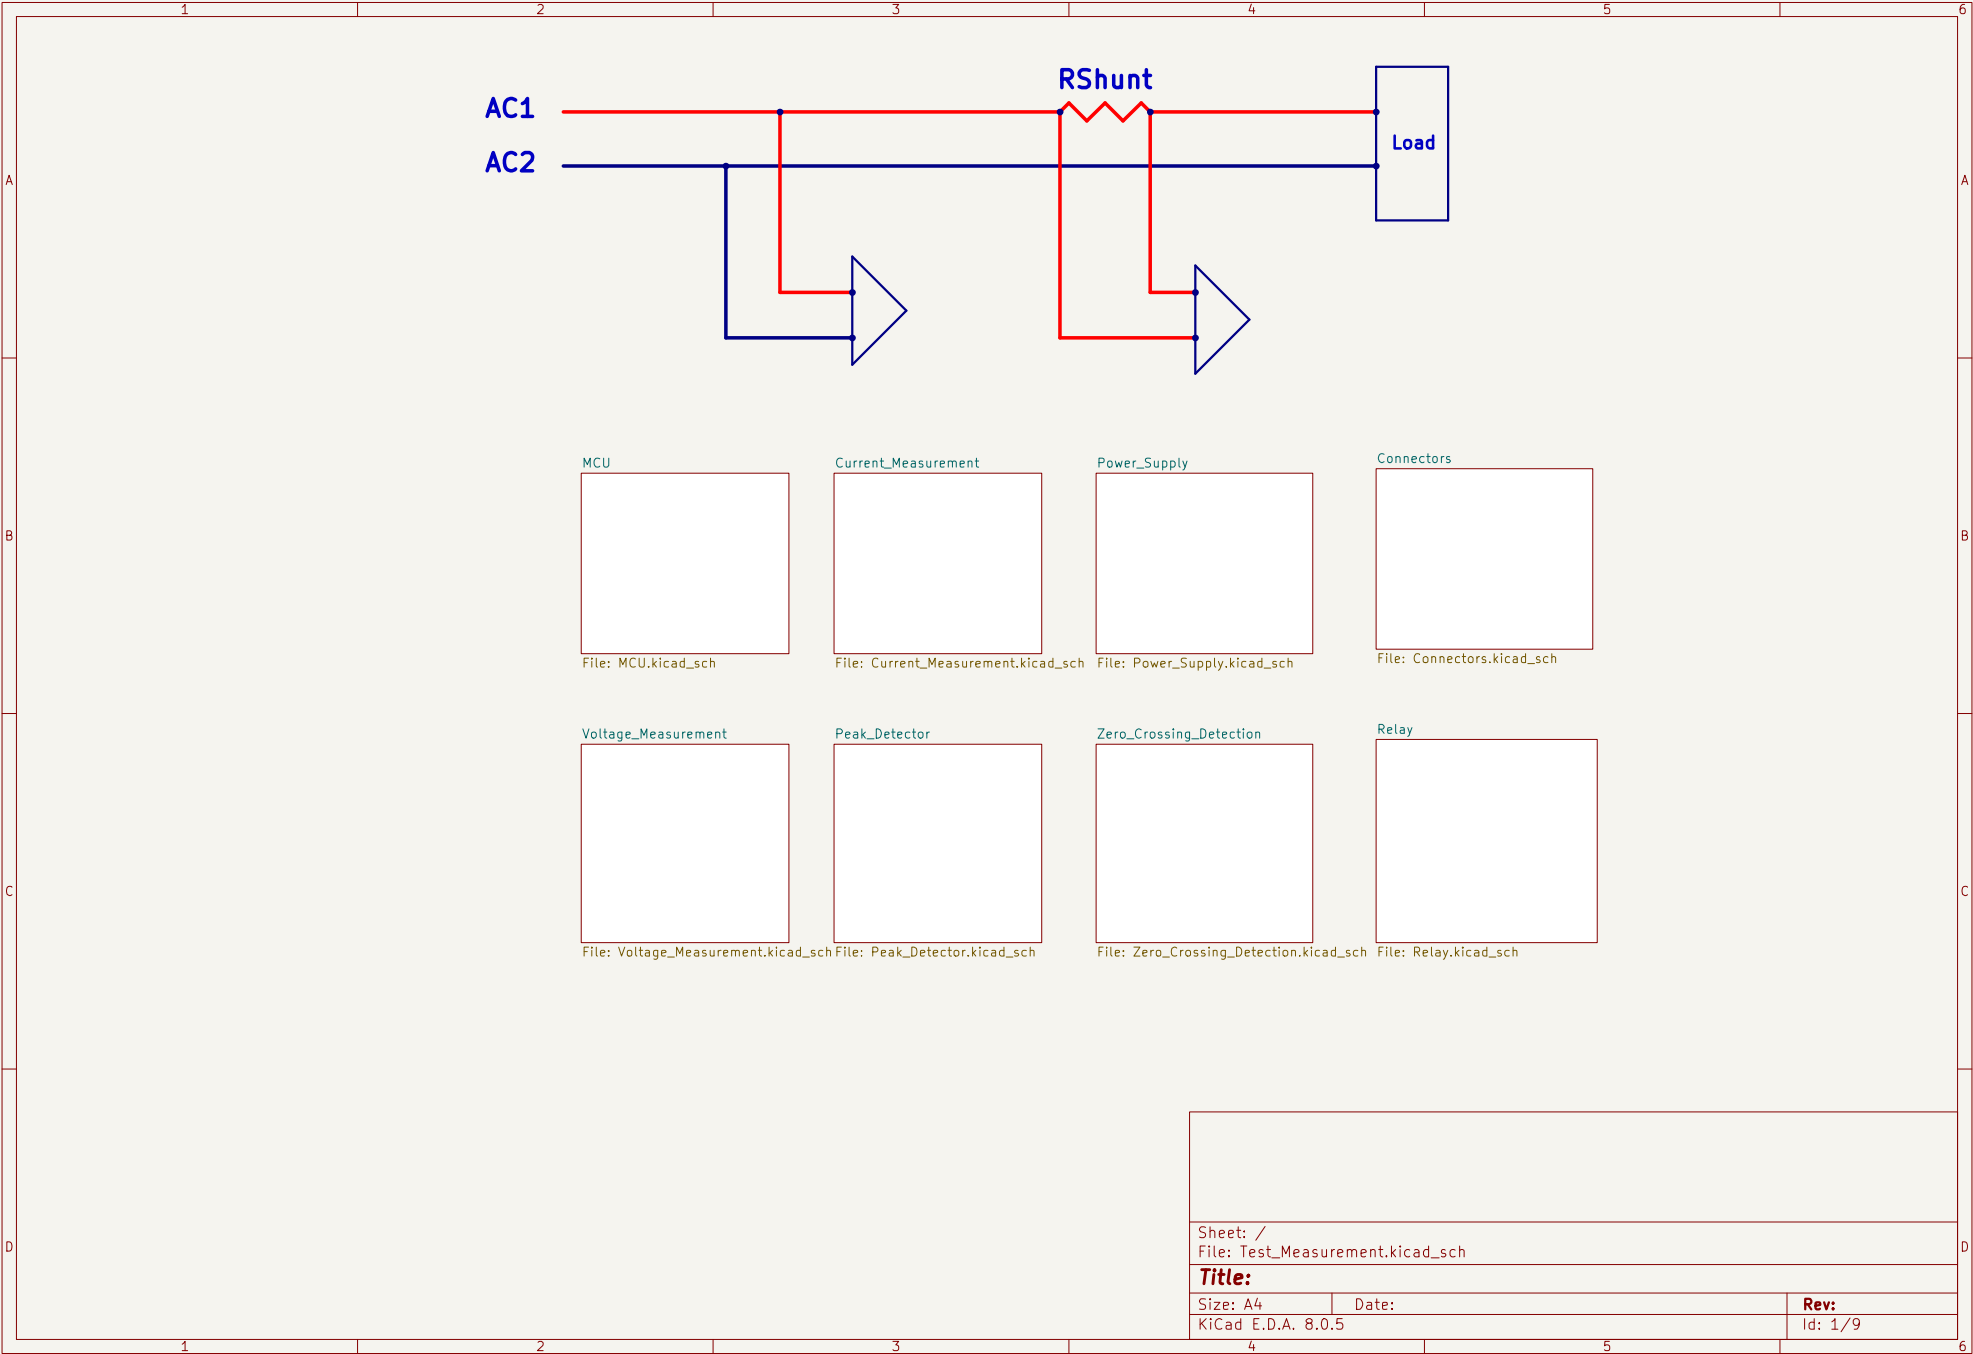 1 2 3 4 5 6
RShunt
AC1
Load
AC2
A A
MCU Current_Measurement Power_Supply Connectors
B B
File: MCU.kicad_sch File: Current_Measurement.kicad_sch File: Power_Supply.kicad_sch File: Connectors.kicad_sch
Voltage_Measurement Peak_Detector Zero_Crossing_Detection Relay
C C
File: Voltage_Measurement.kicad_sch File: Peak_Detector.kicad_sch File: Zero_Crossing_Detection.kicad_sch File: Relay.kicad_sch
Sheet: /
D D
File: Test_Measurement.kicad_sch
Title:
Size: A4 Date: Rev:
KiCad E.D.A. 8.0.5 Id: 1/9
1 2 3 4 5 6